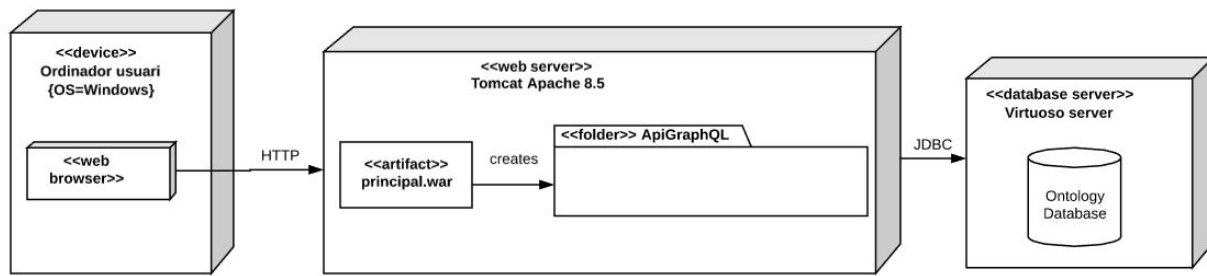 <<device>>
Ordinador usuari
{OS=Windows}
<<web
browser>>
HTTP
<<web server>>
Tomcat Apache 8.5
<<artifact>>
principal.war
creates
<<folder>> ApiGraphQL
JDBC
<<database server>>
Virtuoso server
Ontology
Database